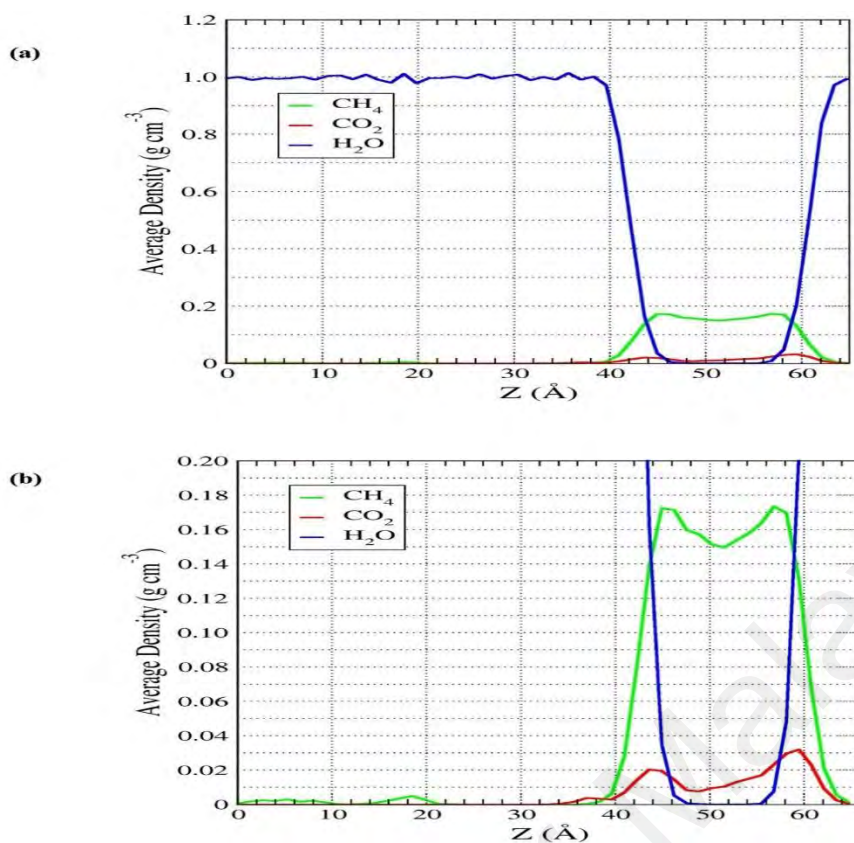 (a)
1.2
1.0
0.8
0.6
0.4
0.2
0
Average Density (g cm⁻³)
CH₄
CO₂
H₂O
0 10 20 30 40 50 60
Z (Å)
(b)
0.20
0.18
0.16
0.14
0.12
0.10
0.08
0.06
0.04
0.02
0
Average Density (g cm⁻³)
CH₄
CO₂
H₂O
0 10 20 30 40 50 60
Z (Å)
Mala